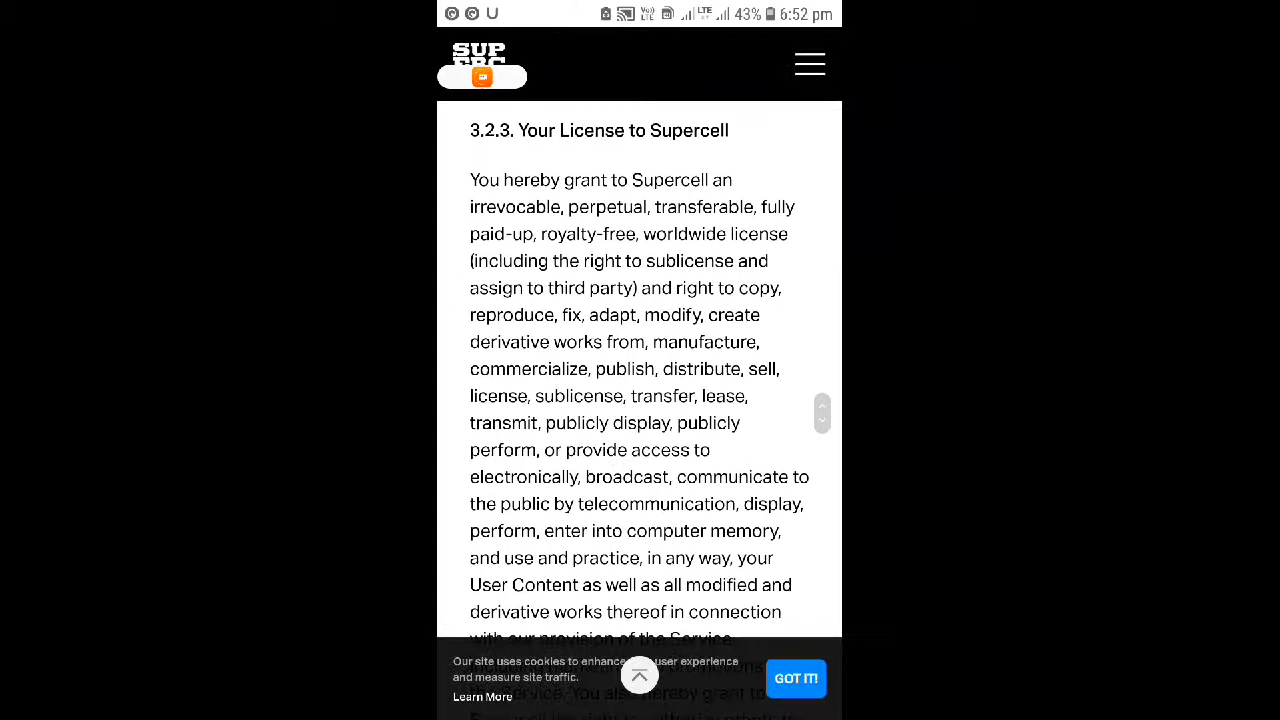 43% 6:52 pm
SUP
3.2.3. Your License to Supercell
You hereby grant to Supercell an
irrevocable, perpetual, transferable, fully
paid-up, royalty-free, worldwide license
(including the right to sublicense and
assign to third party) and right to copy,
reproduce, fix, adapt, modify, create
derivative works from, manufacture,
commercialize, publish, distribute, sell,
license, sublicense, transfer, lease,
transmit, publicly display, publicly
perform, or provide access to
electronically, broadcast, communicate to
the public by telecommunication, display,
perform, enter into computer memory,
and use and practice, in any way, your
User Content as well as all modified and
derivative works thereof in connection
with our provision of the Service,
Our site uses cookies to enhance user experience
and measure site traffic.
Learn More
GOT IT!